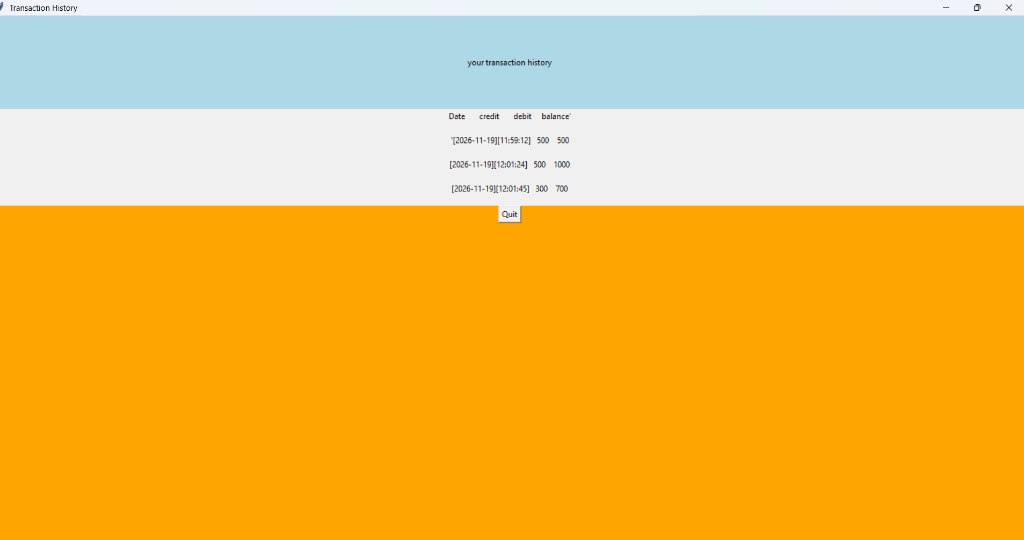 Transaction History
your transaction history
Date credit debit balance'
'[2026-11-19][11:59:12] 500 500
[2026-11-19][12:01:24] 500 1000
[2026-11-19][12:01:45] 300 700
Quit